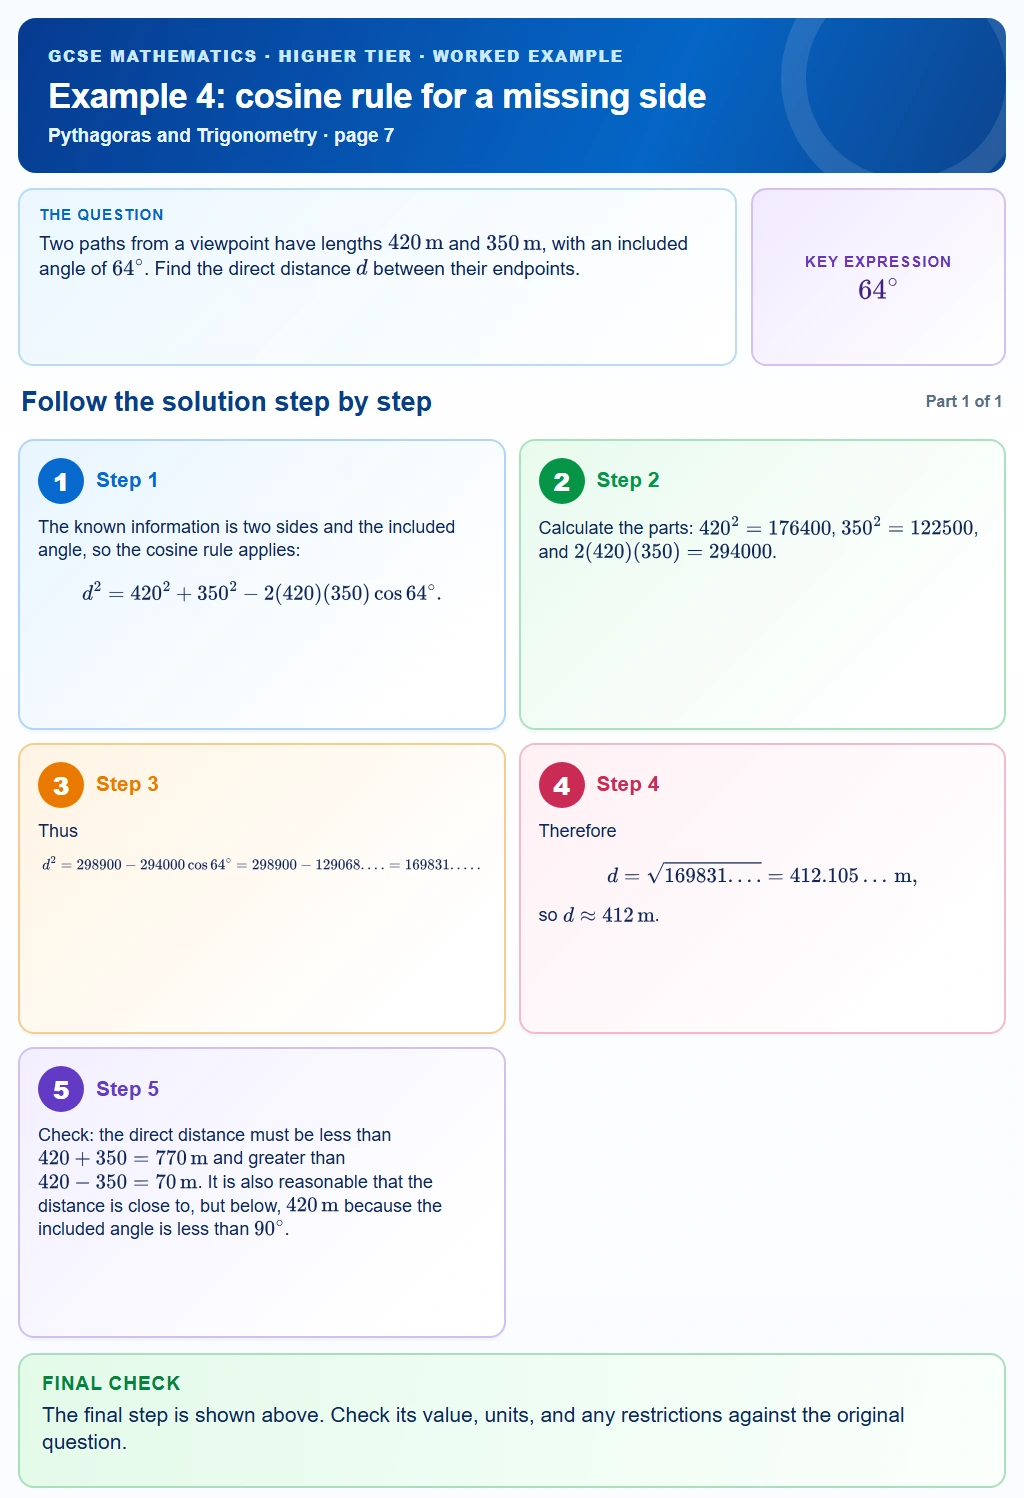 GCSE MATHEMATICS · HIGHER TIER · WORKED EXAMPLE
Example 4: cosine rule for a missing side
Pythagoras and Trigonometry · page 7
THE QUESTION
Two paths from a viewpoint have lengths 420 m and 350 m, with an included
angle of 64°. Find the direct distance d between their endpoints.
KEY EXPRESSION
64°
Follow the solution step by step
Part 1 of 1
1 Step 1
The known information is two sides and the included
angle, so the cosine rule applies:
d² = 420² + 350² − 2(420)(350) cos 64°.
2 Step 2
Calculate the parts: 420² = 176400, 350² = 122500,
and 2(420)(350) = 294000.
3 Step 3
Thus
d² = 298900 − 294000 cos 64° = 298900 − 129068.... = 169831.....
4 Step 4
Therefore
d = √169831.... = 412.105... m,
so d ≈ 412 m.
5 Step 5
Check: the direct distance must be less than
420 + 350 = 770 m and greater than
420 − 350 = 70 m. It is also reasonable that the
distance is close to, but below, 420 m because the
included angle is less than 90°.
FINAL CHECK
The final step is shown above. Check its value, units, and any restrictions against the original
question.